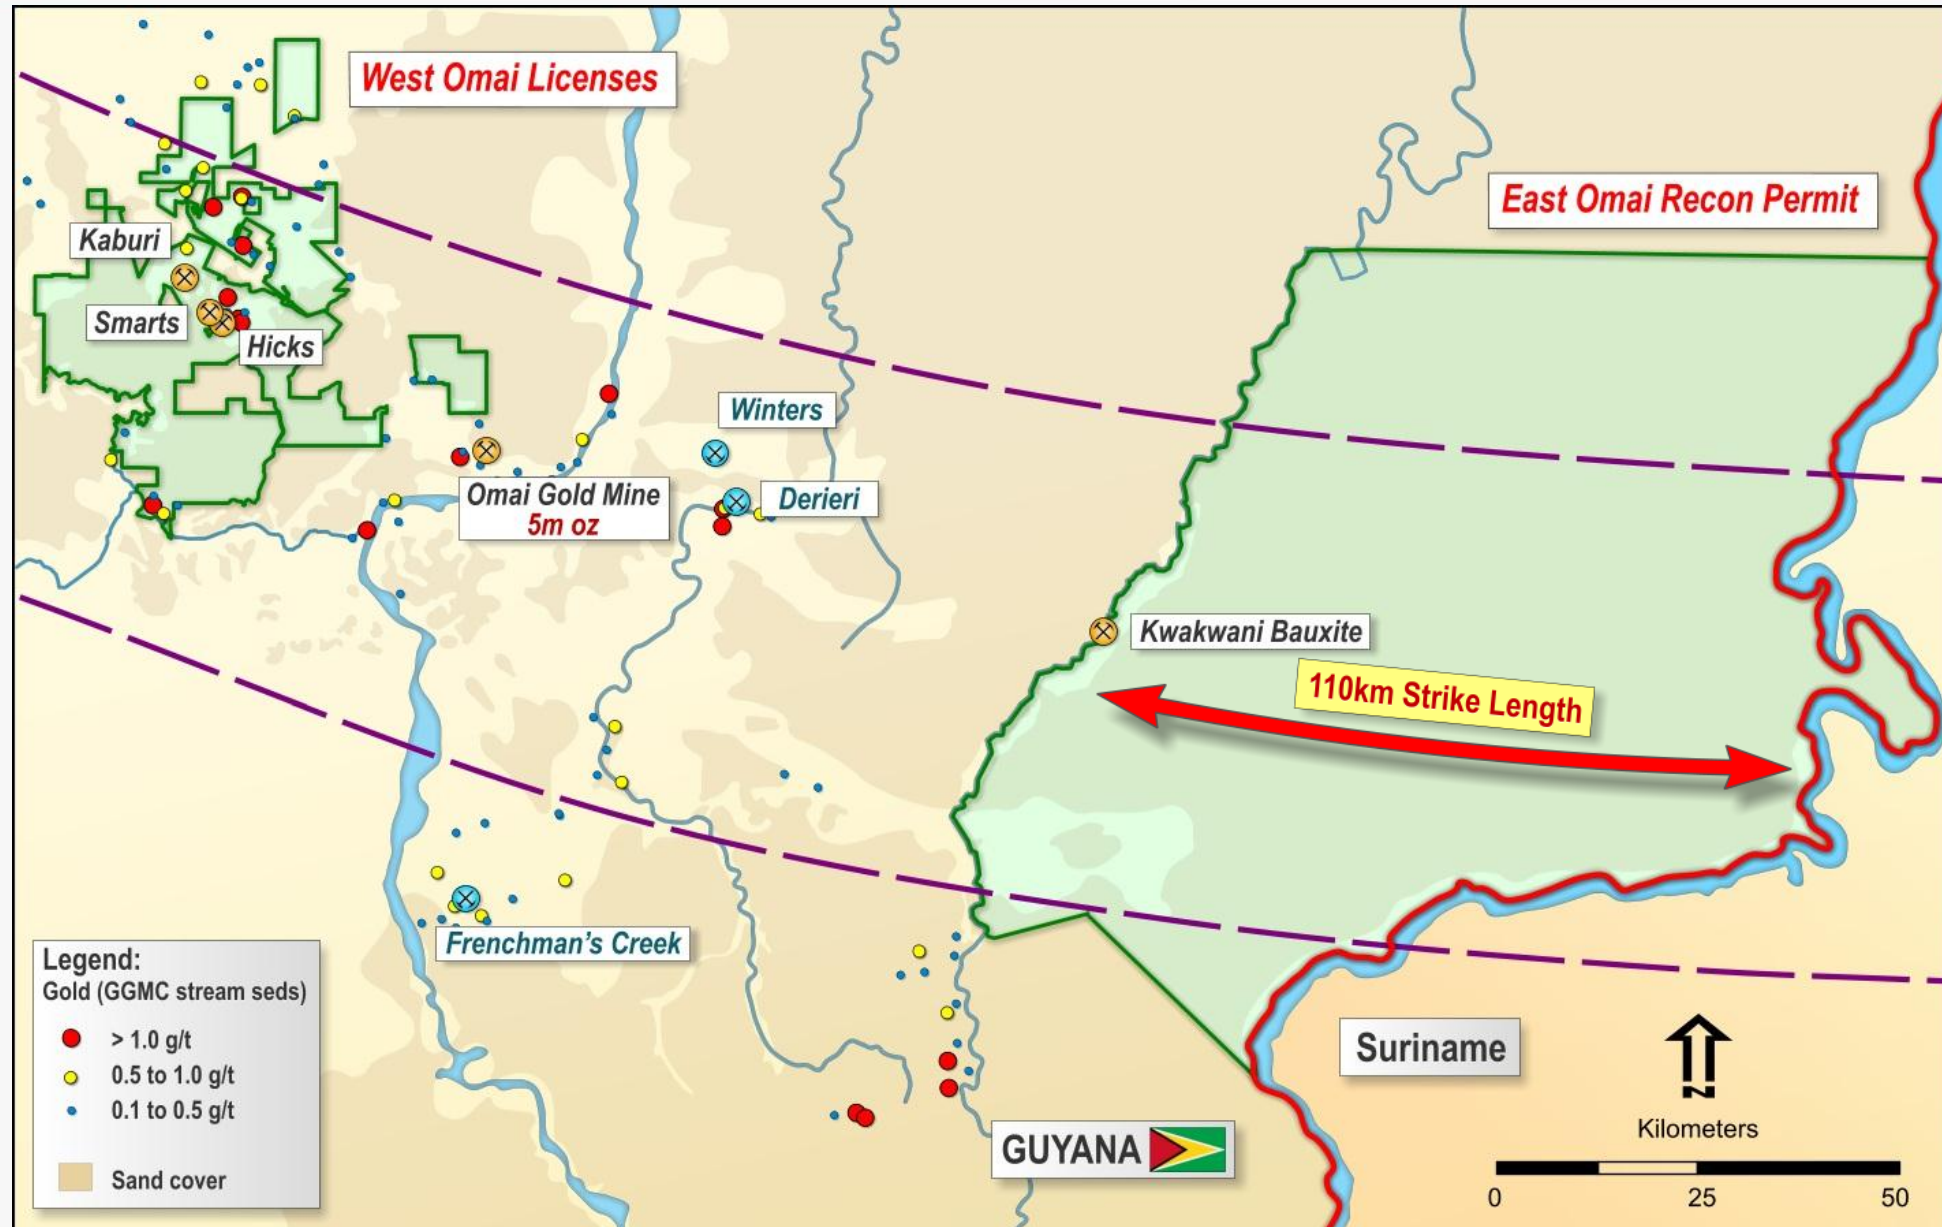 West Omai Licenses
East Omai Recon Permit
Kaburi
Smarts
Hicks
Winters
Omai Gold Mine
5m oz
Derieri
Kwakwani Bauxite
110km Strike Length
Frenchman's Creek
Legend:
Gold (GGMC stream seds)
> 1.0 g/t
0.5 to 1.0 g/t
0.1 to 0.5 g/t
Sand cover
Suriname
GUYANA
N
Kilometers
0 25 50